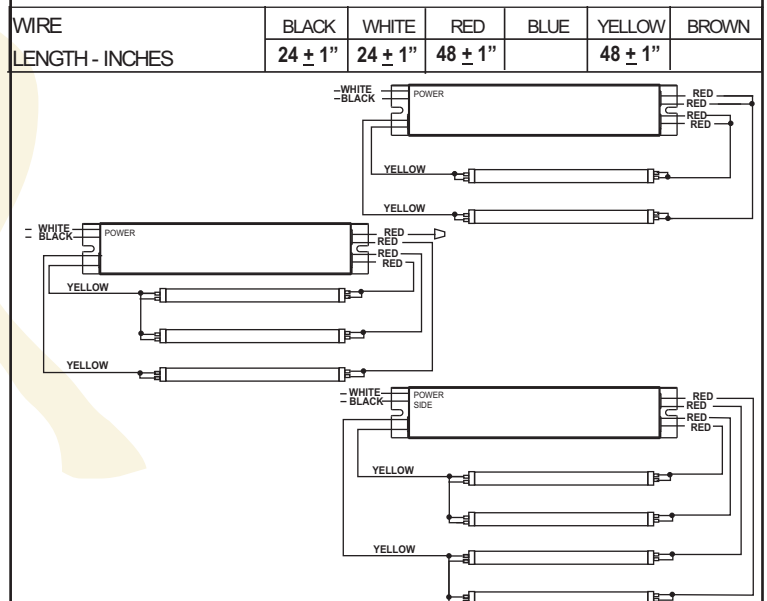 WIRE BLACK WHITE RED BLUE YELLOW BROWN
LENGTH - INCHES 24 ± 1” 24 ± 1” 48 ± 1” 48 ± 1”
WHITE
BLACK
POWER
RED
RED
RED
RED
YELLOW
YELLOW
WHITE
BLACK
POWER
RED
RED
RED
RED
YELLOW
YELLOW
WHITE
BLACK
POWER
SIDE
RED
RED
RED
RED
YELLOW
YELLOW